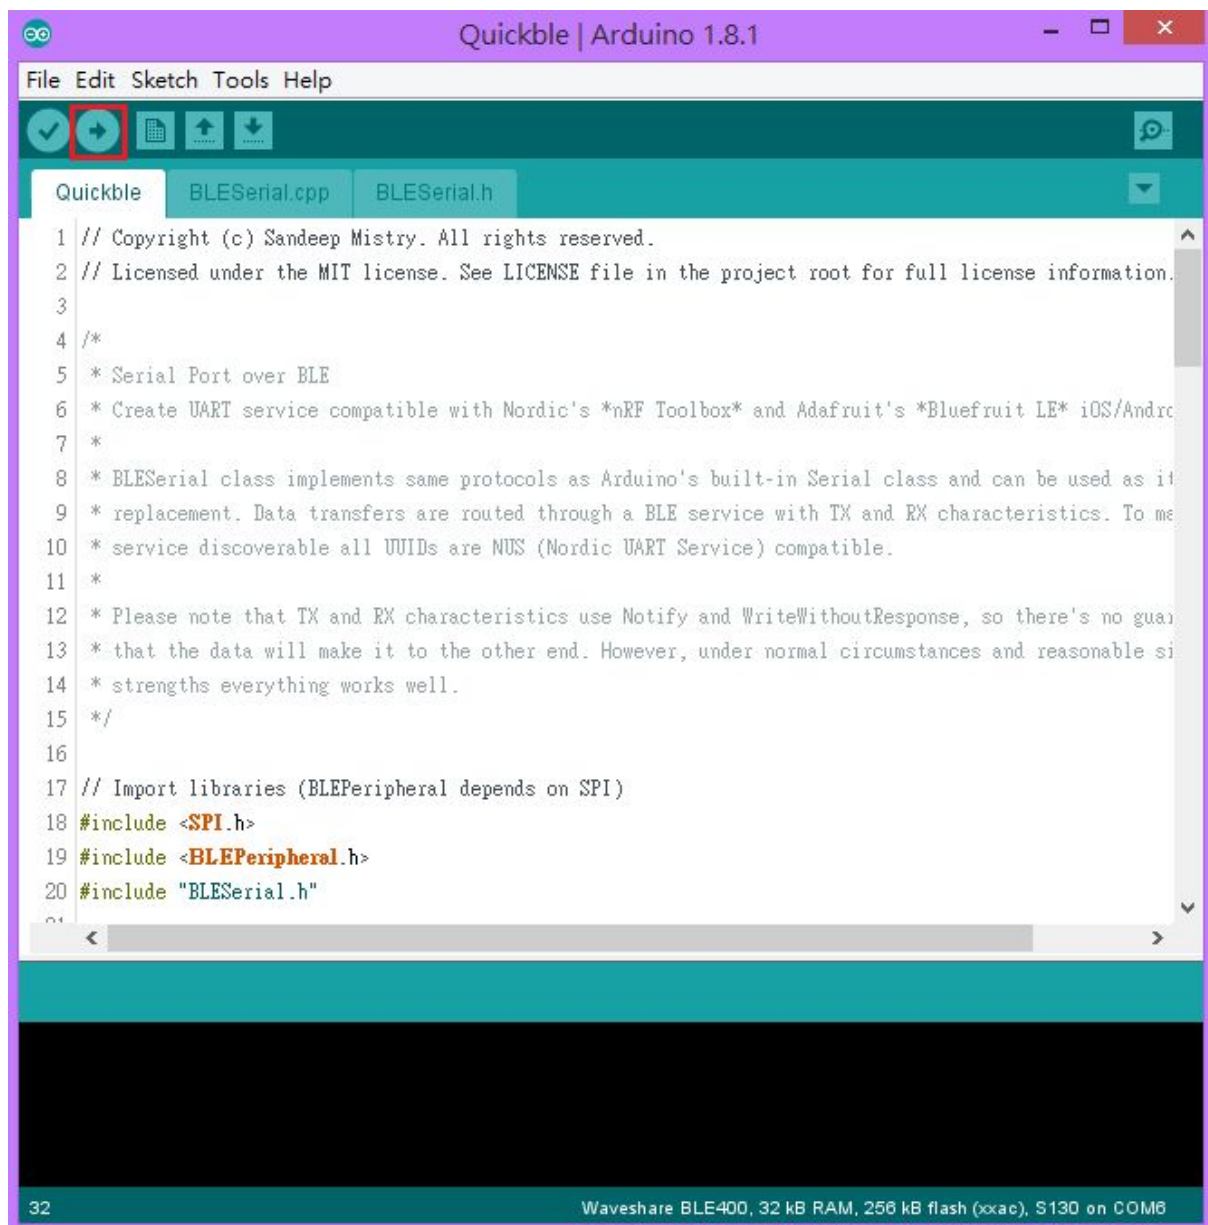 Quickble | Arduino 1.8.1
File Edit Sketch Tools Help
Quickble BLESerial.cpp BLESerial.h
1 // Copyright (c) Sandeep Mistry. All rights reserved.
2 // Licensed under the MIT license. See LICENSE file in the project root for full license information.
3
4 /*
5 * Serial Port over BLE
6 * Create UART service compatible with Nordic's *nRF Toolbox* and Adafruit's *Bluefruit LE* iOS/Andro
7 *
8 * BLESerial class implements same protocols as Arduino's built-in Serial class and can be used as it
9 * replacement. Data transfers are routed through a BLE service with TX and RX characteristics. To ma
10 * service discoverable all UUIDs are NUS (Nordic UART Service) compatible.
11 *
12 * Please note that TX and RX characteristics use Notify and WriteWithoutResponse, so there's no guar
13 * that the data will make it to the other end. However, under normal circumstances and reasonable si
14 * strengths everything works well.
15 */
16
17 // Import libraries (BLEPeripheral depends on SPI)
18 #include <SPI.h>
19 #include <BLEPeripheral.h>
20 #include "BLESerial.h"
21
32 Waveshare BLE400, 32 kB RAM, 256 kB flash (xxac), S130 on COM6